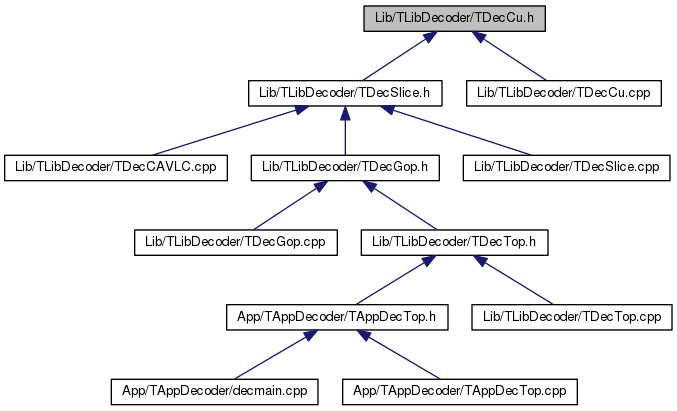 Lib/TLibDecoder/TDecCu.h
Lib/TLibDecoder/TDecSlice.h
Lib/TLibDecoder/TDecCu.cpp
Lib/TLibDecoder/TDecCAVLC.cpp
Lib/TLibDecoder/TDecGop.h
Lib/TLibDecoder/TDecSlice.cpp
Lib/TLibDecoder/TDecGop.cpp
Lib/TLibDecoder/TDecTop.h
App/TAppDecoder/TAppDecTop.h
Lib/TLibDecoder/TDecTop.cpp
App/TAppDecoder/decmain.cpp
App/TAppDecoder/TAppDecTop.cpp